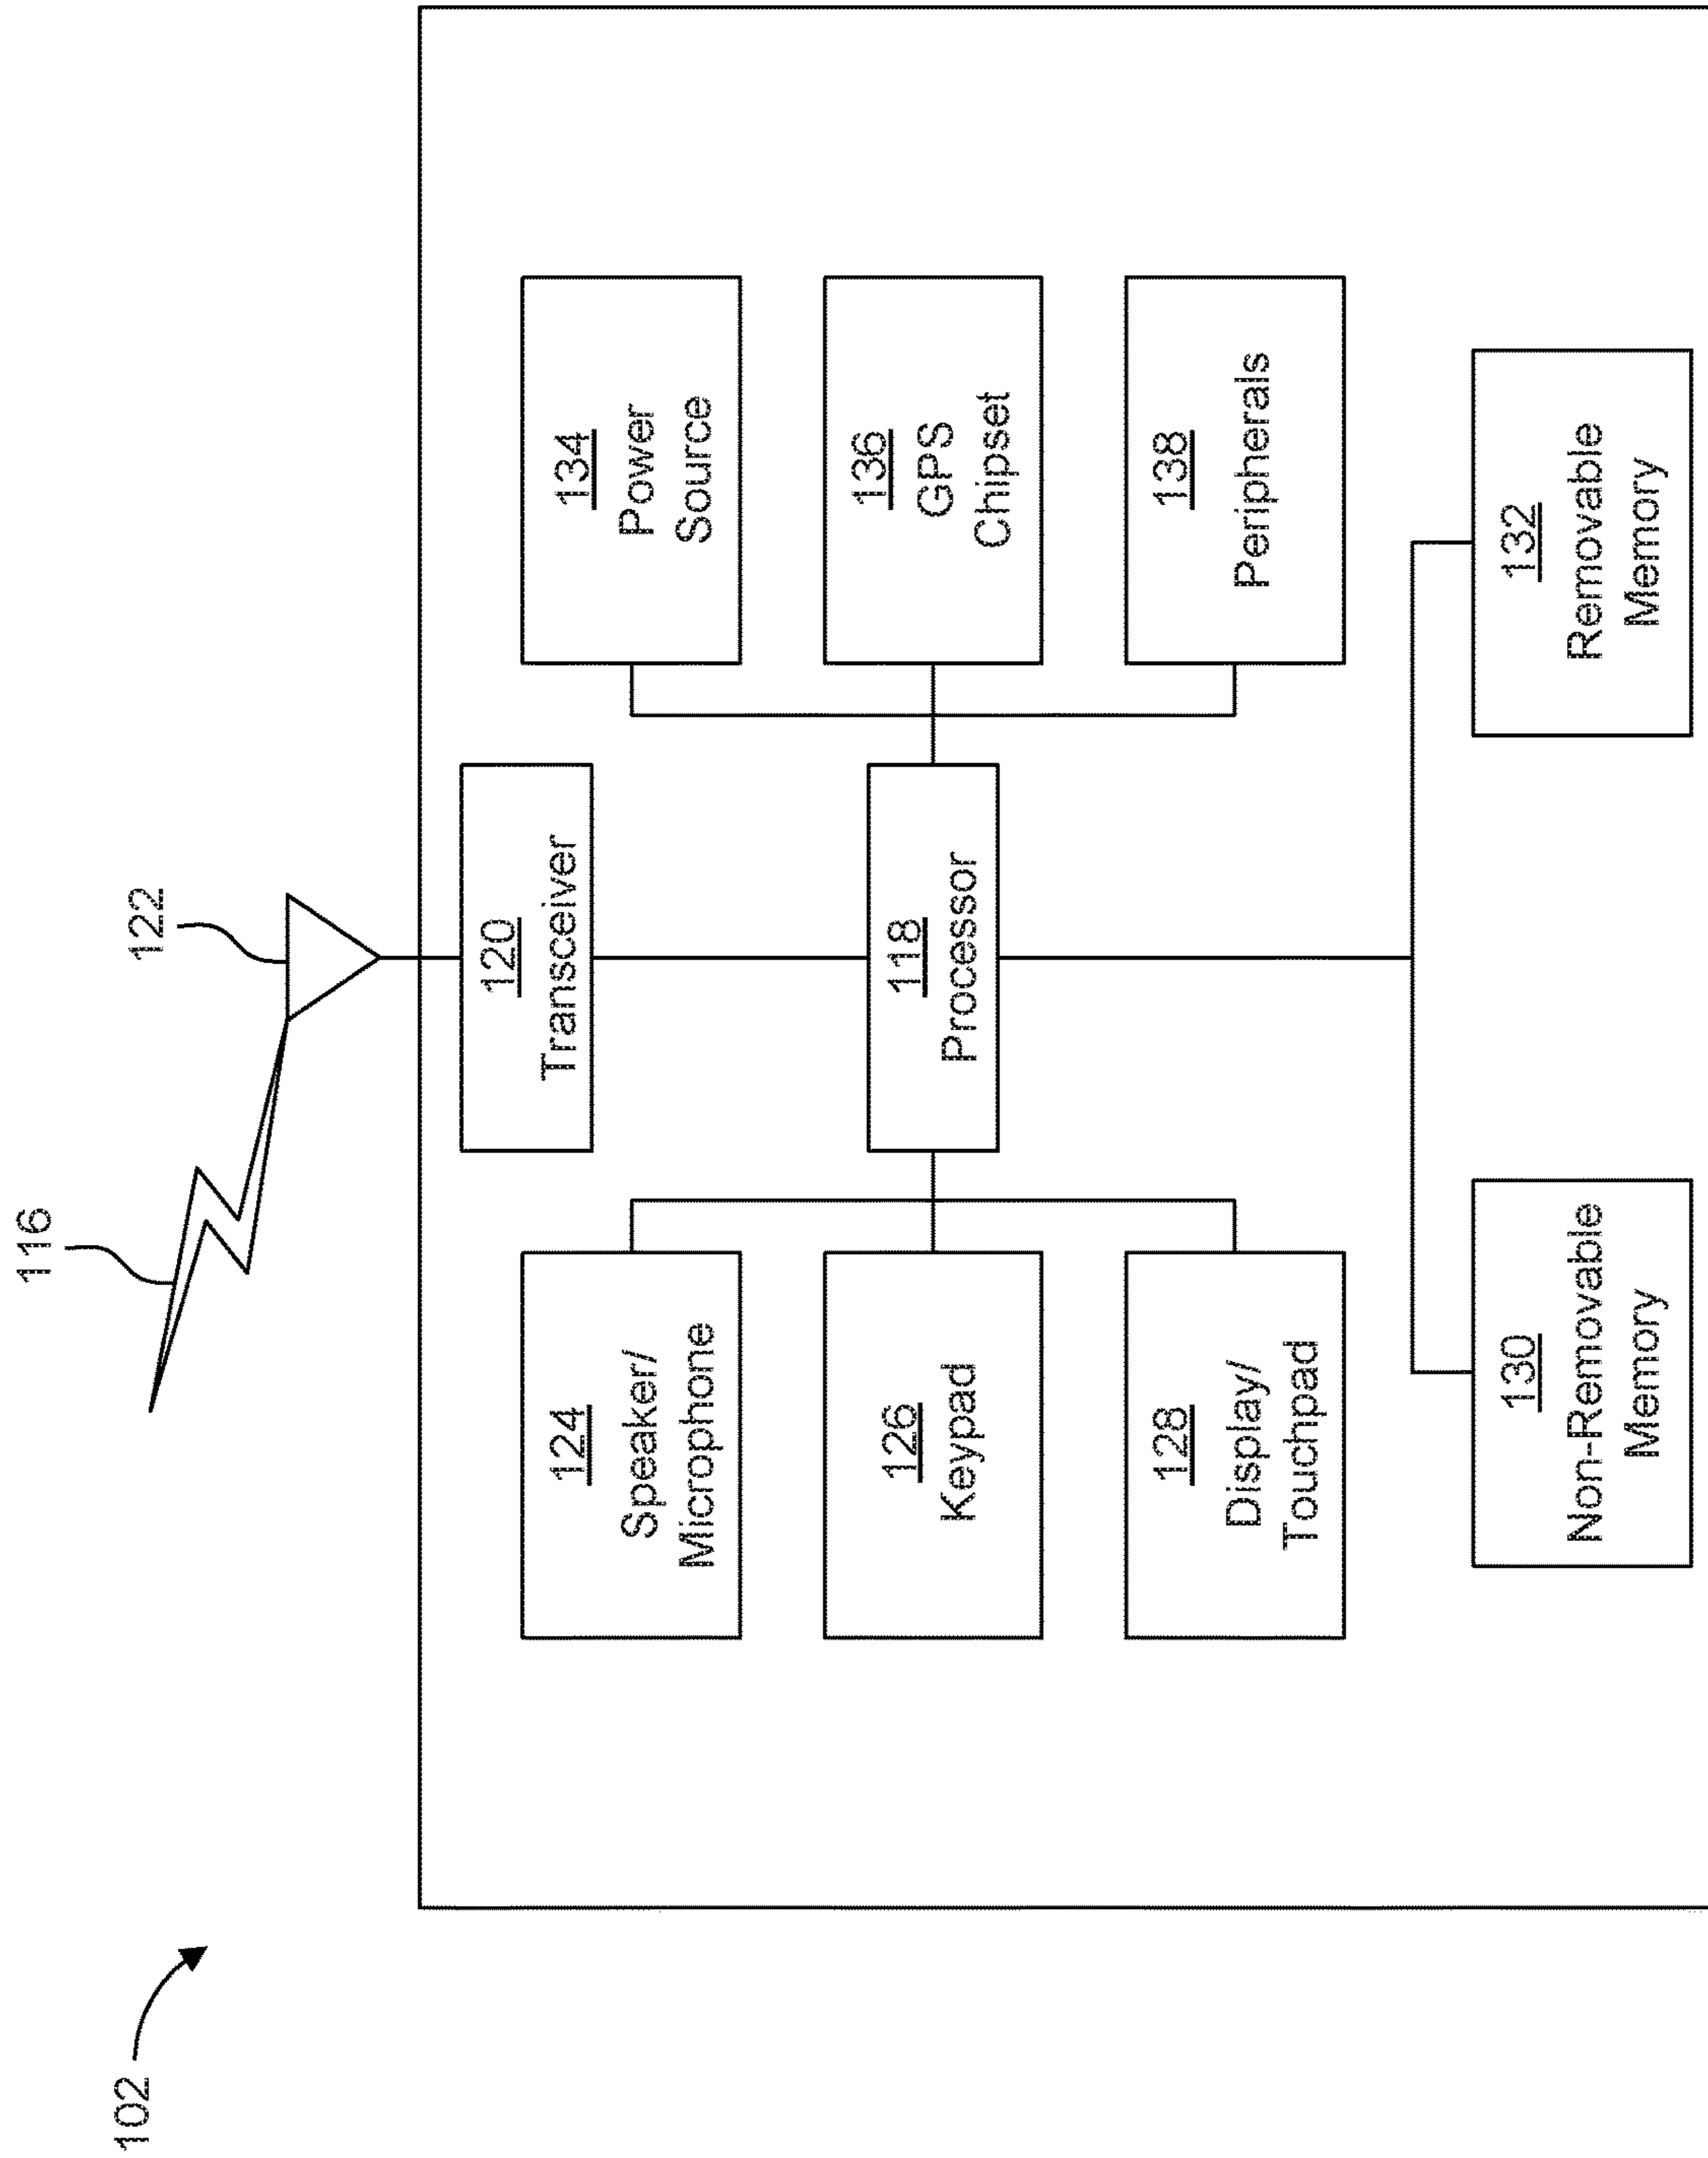 102
116
122
120
Transceiver
124
Speaker/
Microphone
134
Power
Source
126
Keypad
118
Processor
136
GPS
Chipset
128
Display/
Touchpad
138
Peripherals
130
Non-Removable
Memory
132
Removable
Memory